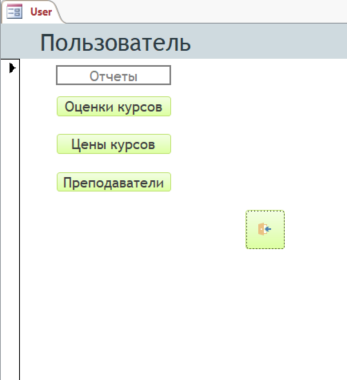 User
Пользователь
Отчеты
Оценки курсов
Цены курсов
Преподаватели